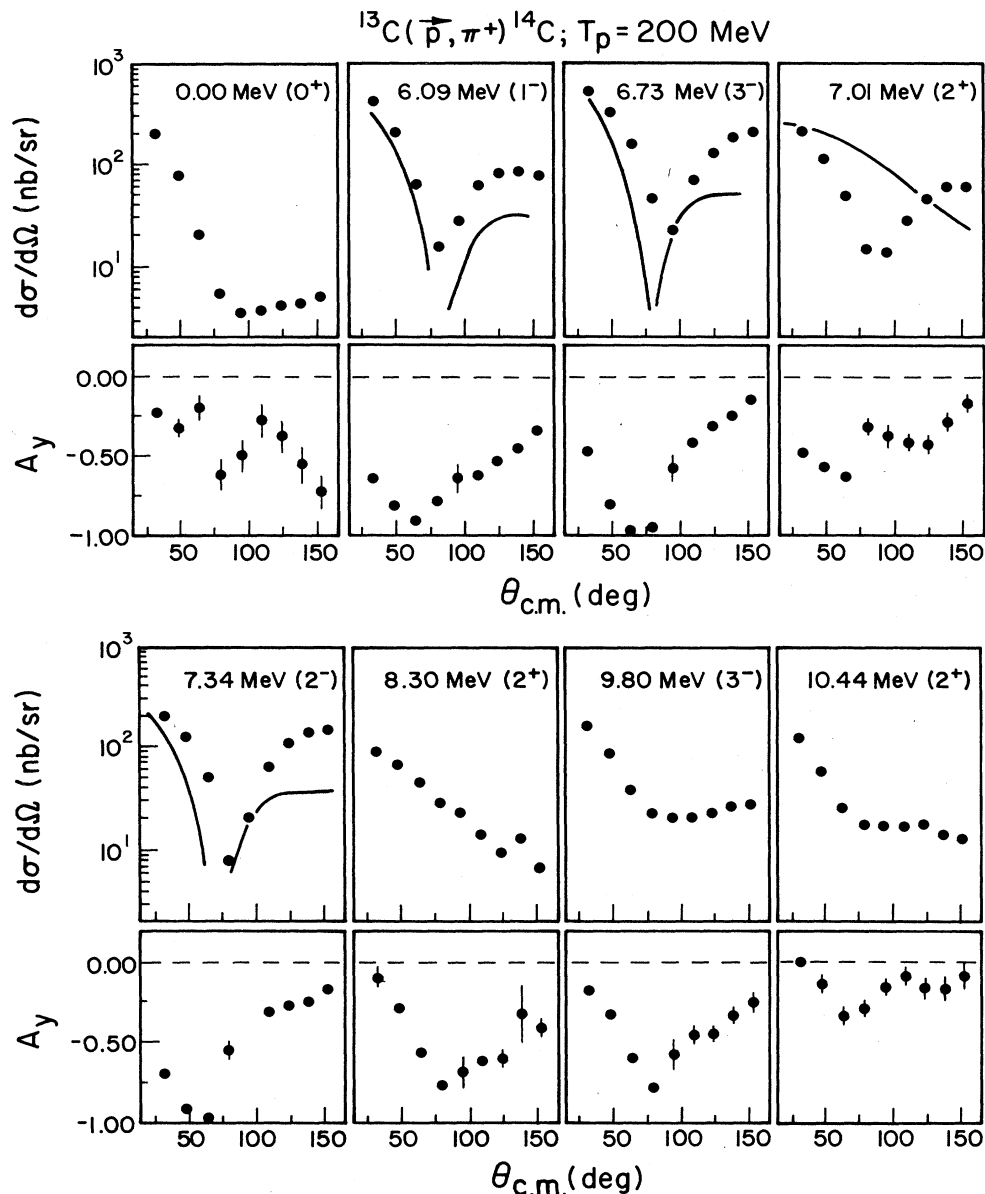 ¹³C(p⃗,π⁺)¹⁴C; Tp = 200 MeV
10³
10²
10¹
dσ/dΩ (nb/sr)
0.00 MeV (0⁺)
6.09 MeV (1⁻)
6.73 MeV (3⁻)
7.01 MeV (2⁺)
0.00
-0.50
-1.00
Ay
50 100 150 50 100 150 50 100 150 50 100 150
θc.m. (deg)
10³
10²
10¹
dσ/dΩ (nb/sr)
7.34 MeV (2⁻)
8.30 MeV (2⁺)
9.80 MeV (3⁻)
10.44 MeV (2⁺)
0.00
-0.50
-1.00
Ay
50 100 150 50 100 150 50 100 150 50 100 150
θc.m. (deg)